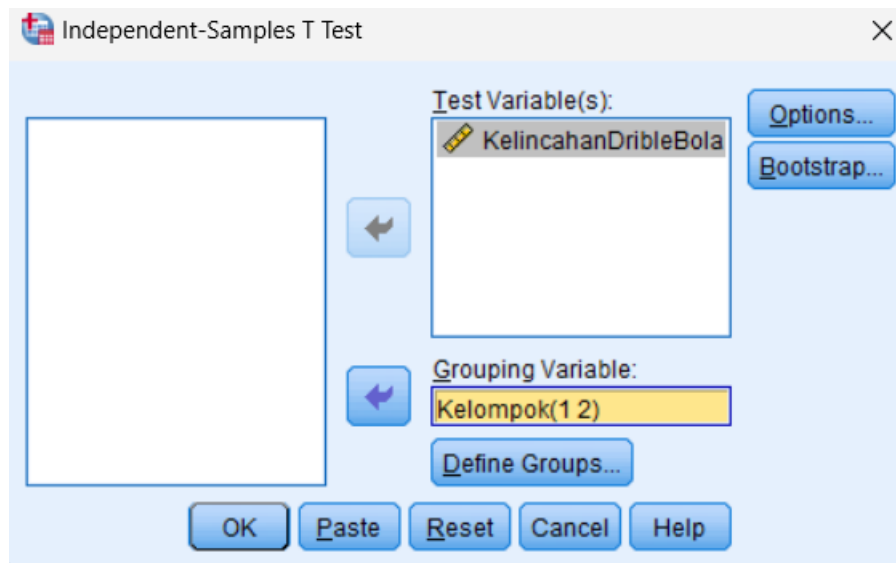 Independent-Samples T Test
Test Variable(s):
KelincahanDribleBola
Options...
Bootstrap...
Grouping Variable:
Kelompok(1 2)
Define Groups...
OK Paste Reset Cancel Help